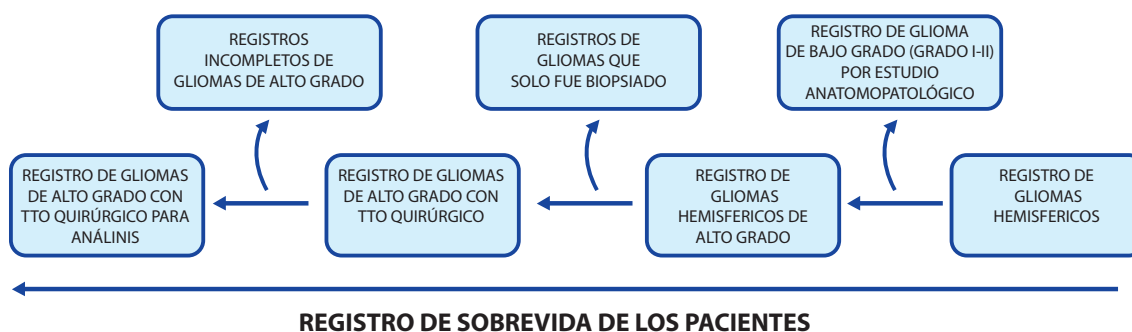 REGISTROS
INCOMPLETOS DE
GLIOMAS DE ALTO GRADO
REGISTROS DE
GLIOMAS QUE
SOLO FUE BIOPSIADO
REGISTRO DE GLIOMA
DE BAJO GRADO (GRADO I-II)
POR ESTUDIO
ANATOMOPATOLÓGICO
REGISTRO DE GLIOMAS
DE ALTO GRADO CON
TTO QUIRÚRGICO PARA
ANÁLINIS
REGISTRO DE GLIOMAS
DE ALTO GRADO CON
TTO QUIRÚRGICO
REGISTRO DE
GLIOMAS
HEMISFERICOS DE
ALTO GRADO
REGISTRO DE
GLIOMAS
HEMISFERICOS
REGISTRO DE SOBREVIDA DE LOS PACIENTES